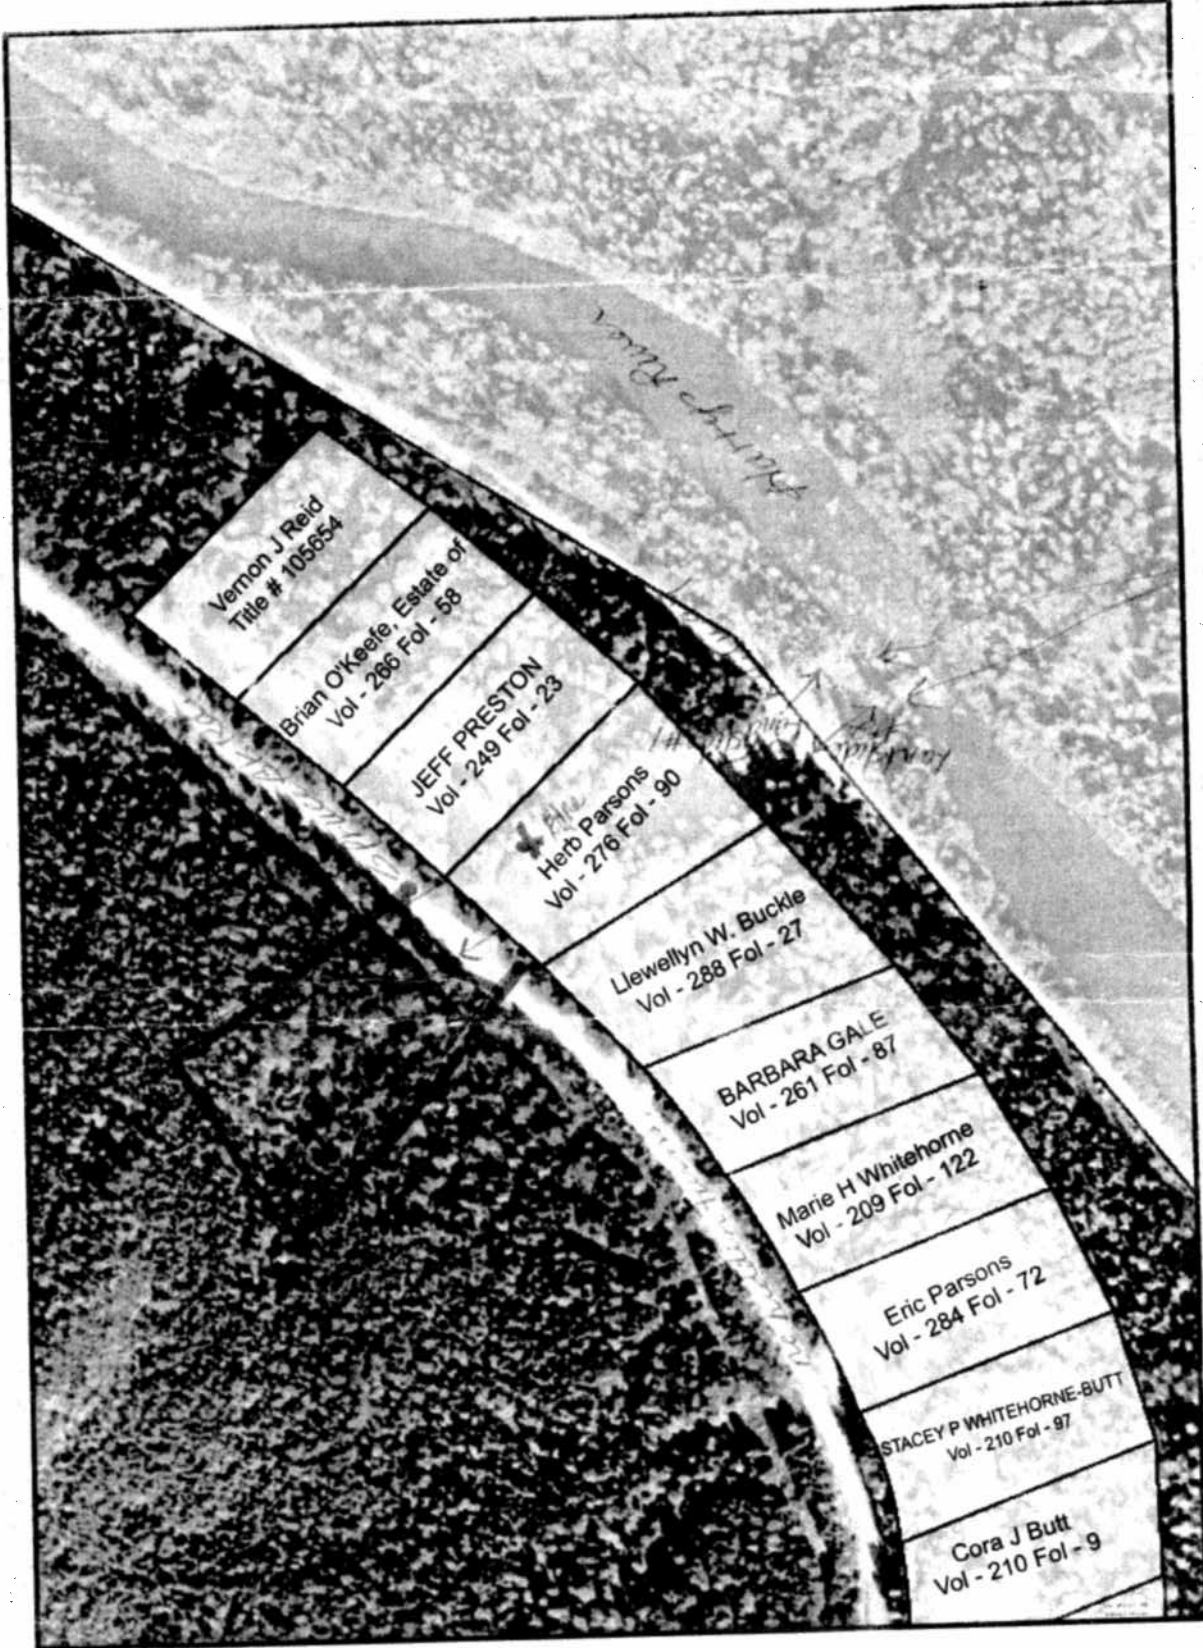 Vernon J Reid
Title # 105654
Brian O'Keefe, Estate of
Vol - 266 Fol - 58
JEFF PRESTON
Vol - 249 Fol - 23
Herb Parsons
Vol - 276 Fol - 90
Llewellyn W. Buckle
Vol - 288 Fol - 27
BARBARA GALE
Vol - 261 Fol - 87
Marie H Whitehorne
Vol - 209 Fol - 122
Eric Parsons
Vol - 284 Fol - 72
STACEY P WHITEHORNE-BUTT
Vol - 210 Fol - 97
Cora J Butt
Vol - 210 Fol - 9
River